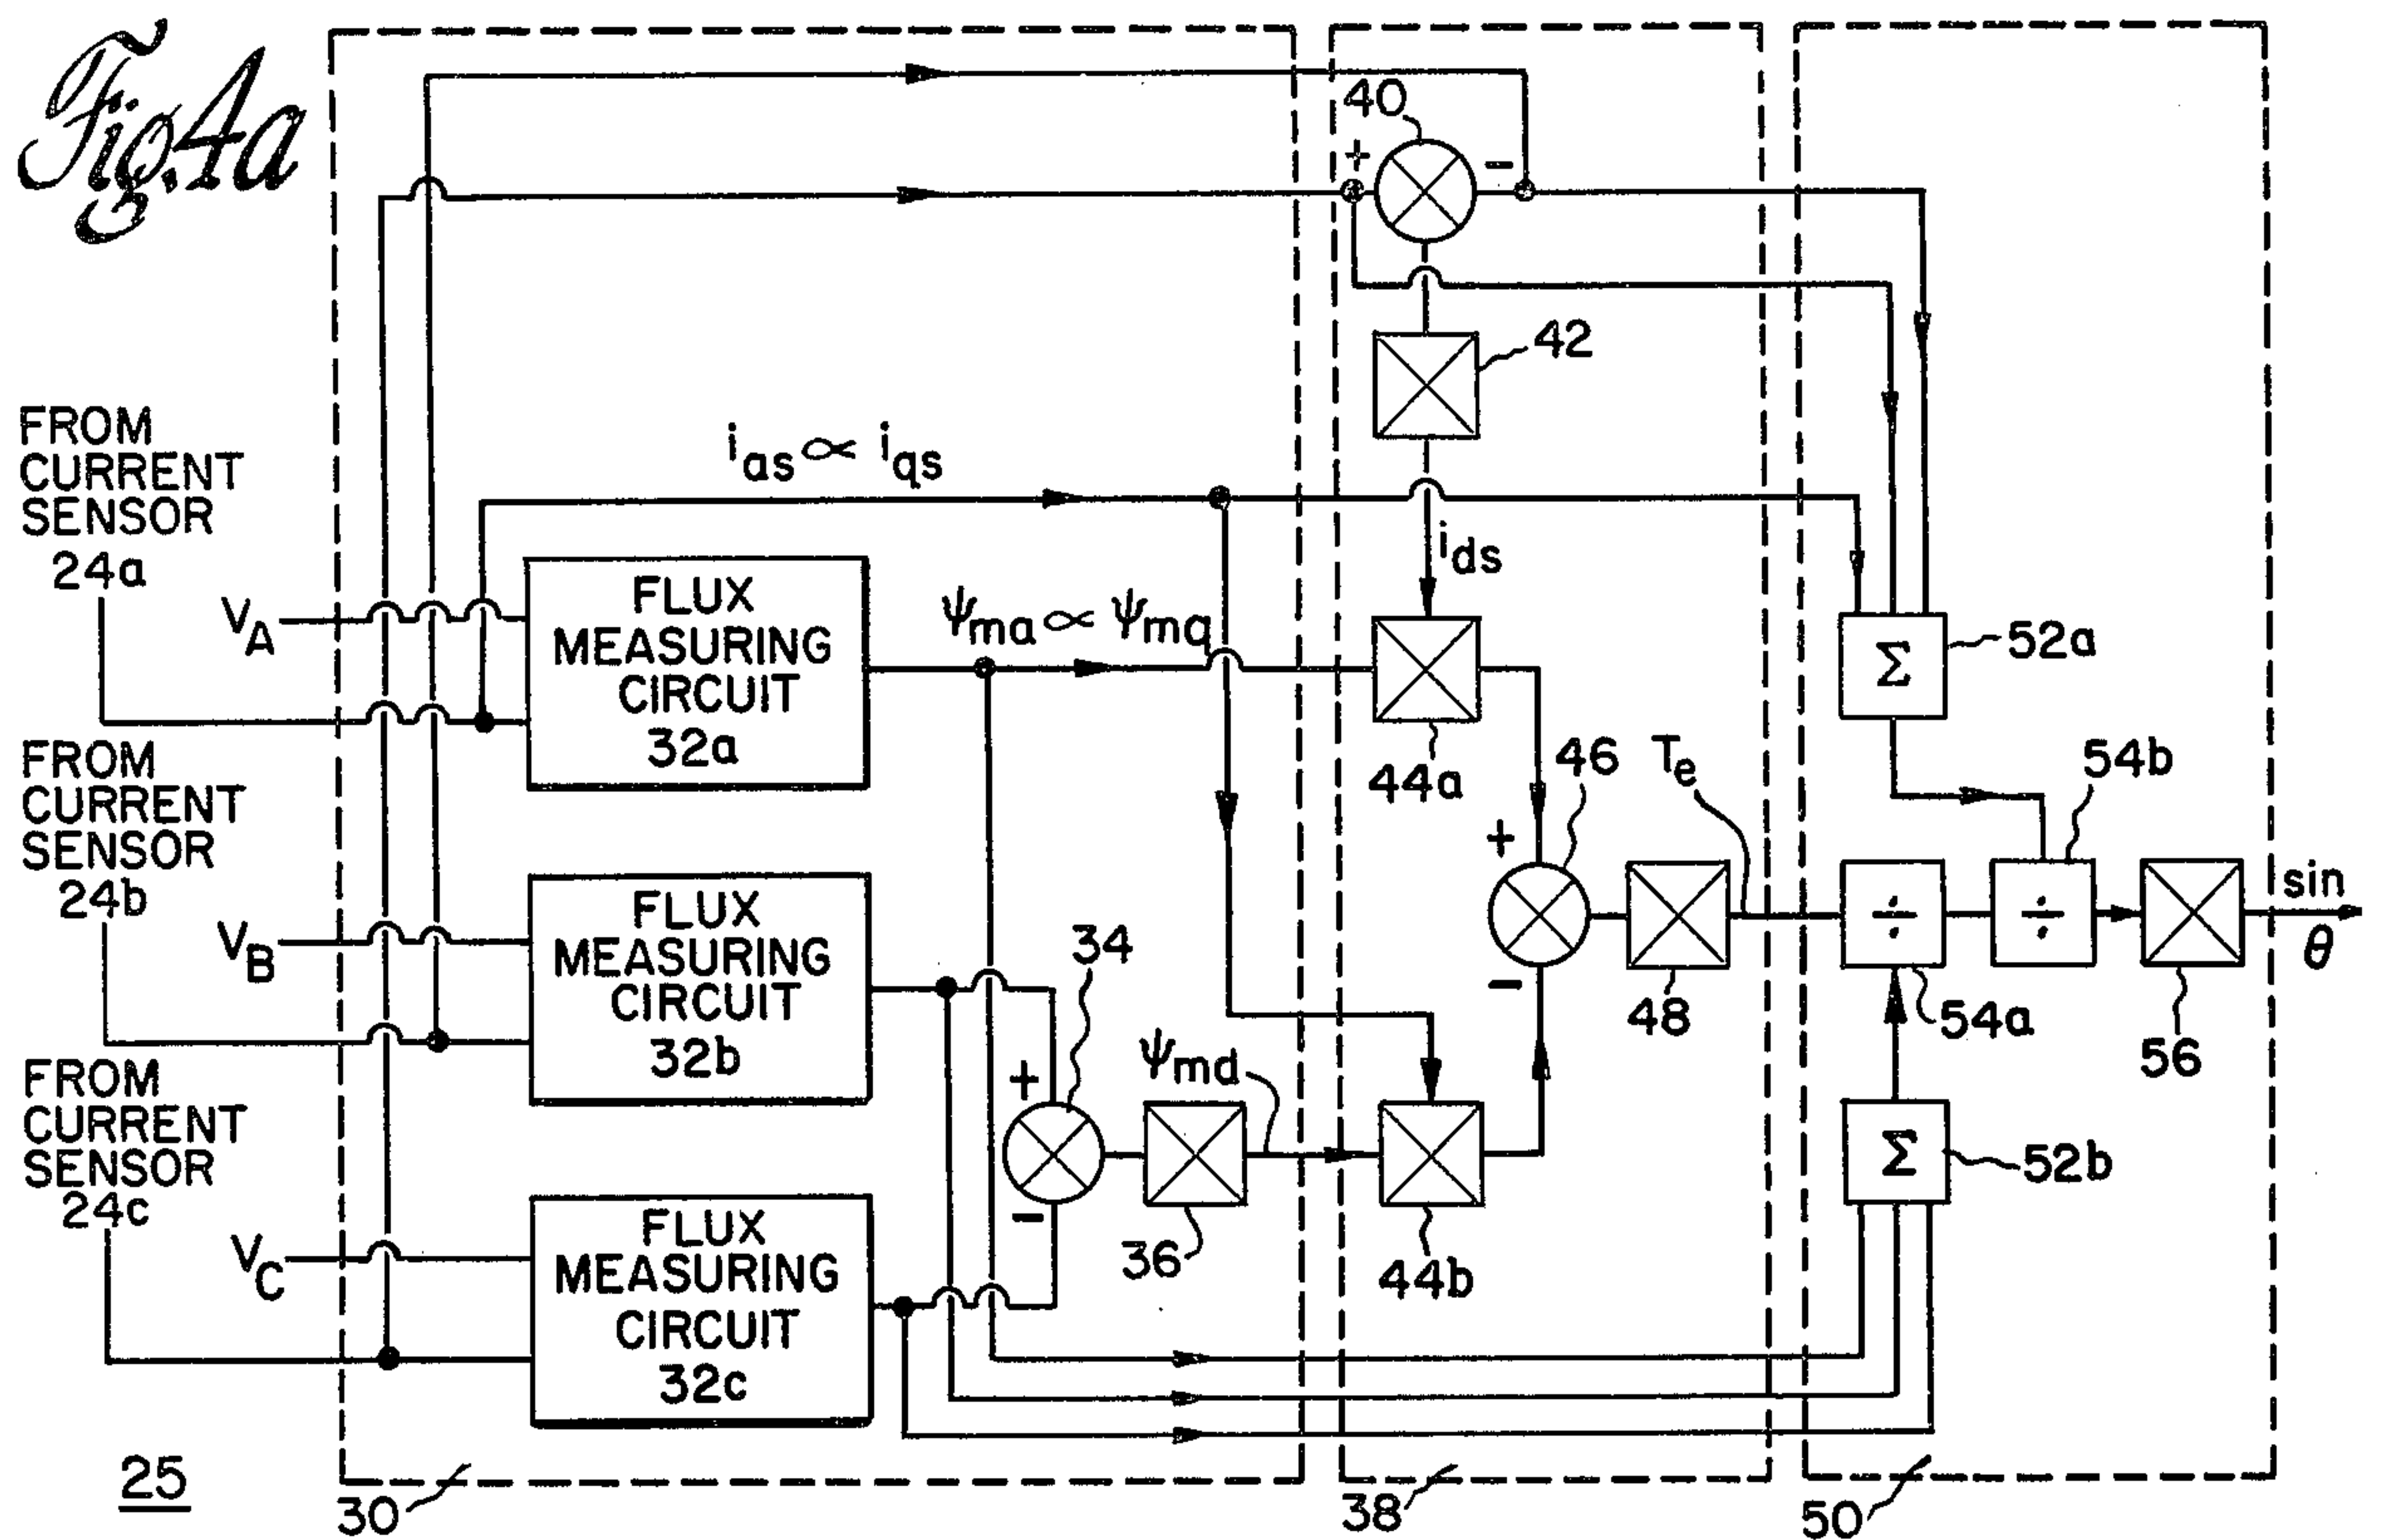 Fig.4a
40
+
-
42
FROM
CURRENT
SENSOR
24a
i_as ∝ i_qs
i_ds
V_A
FLUX
MEASURING
CIRCUIT
32a
ψ_ma ∝ ψ_mq
44a
Σ
52a
FROM
CURRENT
SENSOR
24b
V_B
FLUX
MEASURING
CIRCUIT
32b
34
+
-
36
ψ_md
44b
46
+
-
T_e
48
÷
54a
÷
54b
56
sin
θ
Σ
52b
FROM
CURRENT
SENSOR
24c
V_C
FLUX
MEASURING
CIRCUIT
32c
25
30
38
50